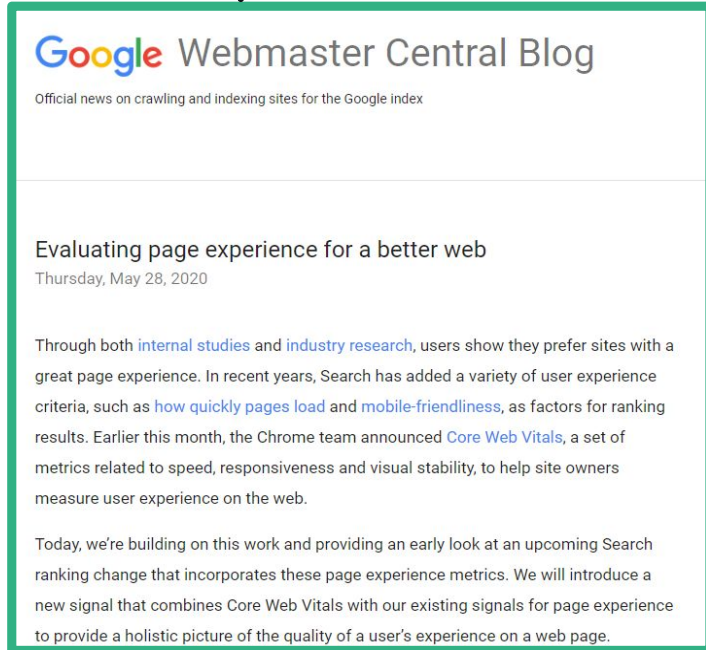 Google Webmaster Central Blog
Official news on crawling and indexing sites for the Google index
Evaluating page experience for a better web
Thursday, May 28, 2020
Through both internal studies and industry research, users show they prefer sites with a
great page experience. In recent years, Search has added a variety of user experience
criteria, such as how quickly pages load and mobile-friendliness, as factors for ranking
results. Earlier this month, the Chrome team announced Core Web Vitals, a set of
metrics related to speed, responsiveness and visual stability, to help site owners
measure user experience on the web.
Today, we’re building on this work and providing an early look at an upcoming Search
ranking change that incorporates these page experience metrics. We will introduce a
new signal that combines Core Web Vitals with our existing signals for page experience
to provide a holistic picture of the quality of a user’s experience on a web page.